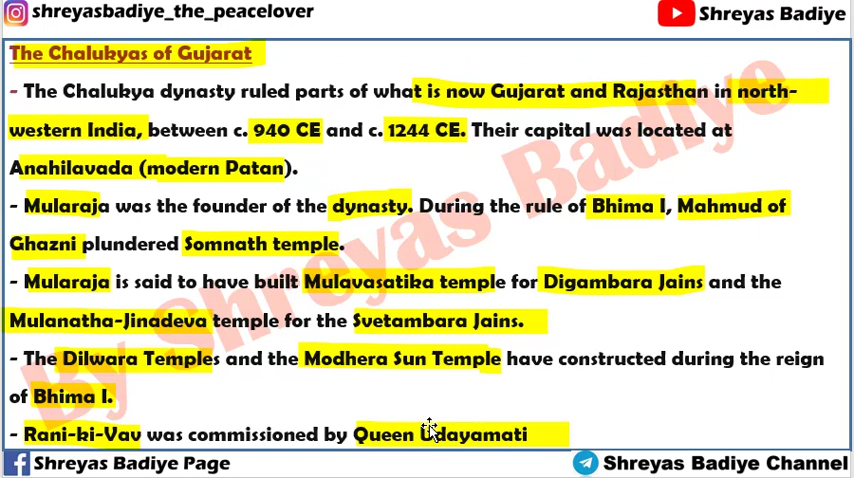 shreyasbadiye_the_peacelover
Shreyas Badiye
The Chalukyas of Gujarat
- The Chalukya dynasty ruled parts of what is now Gujarat and Rajasthan in north-
western India, between c. 940 CE and c. 1244 CE. Their capital was located at
Anahilavada (modern Patan).
- Mularaja was the founder of the dynasty. During the rule of Bhima I, Mahmud of
Ghazni plundered Somnath temple.
- Mularaja is said to have built Mulavasatika temple for Digambara Jains and the
Mulanatha-Jinadeva temple for the Svetambara Jains.
- The Dilwara Temples and the Modhera Sun Temple have constructed during the reign
of Bhima I.
- Rani-ki-Vav was commissioned by Queen Udayamati
By Shreyas Badiye
Shreyas Badiye Page
Shreyas Badiye Channel